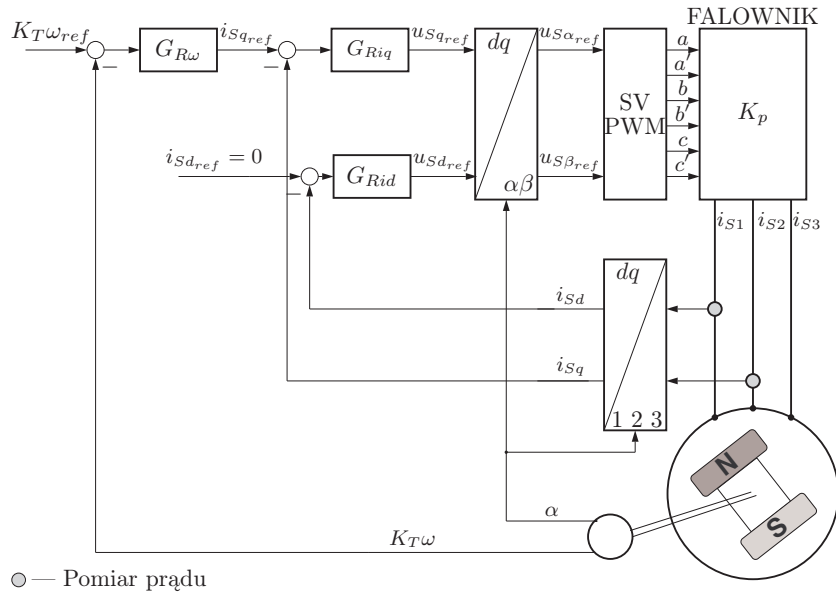 FALOWNIK
K_Tω_ref
i_Sq_ref
u_Sq_ref
dq
u_Sα_ref
a
a′
b
b′
c
c′
G_Rω
G_Riq
SV
PWM
K_p
i_Sd_ref = 0
u_Sd_ref
u_Sβ_ref
G_Rid
αβ
i_S1
i_S2
i_S3
dq
i_Sd
i_Sq
1 2 3
N
S
α
K_Tω
— Pomiar prądu